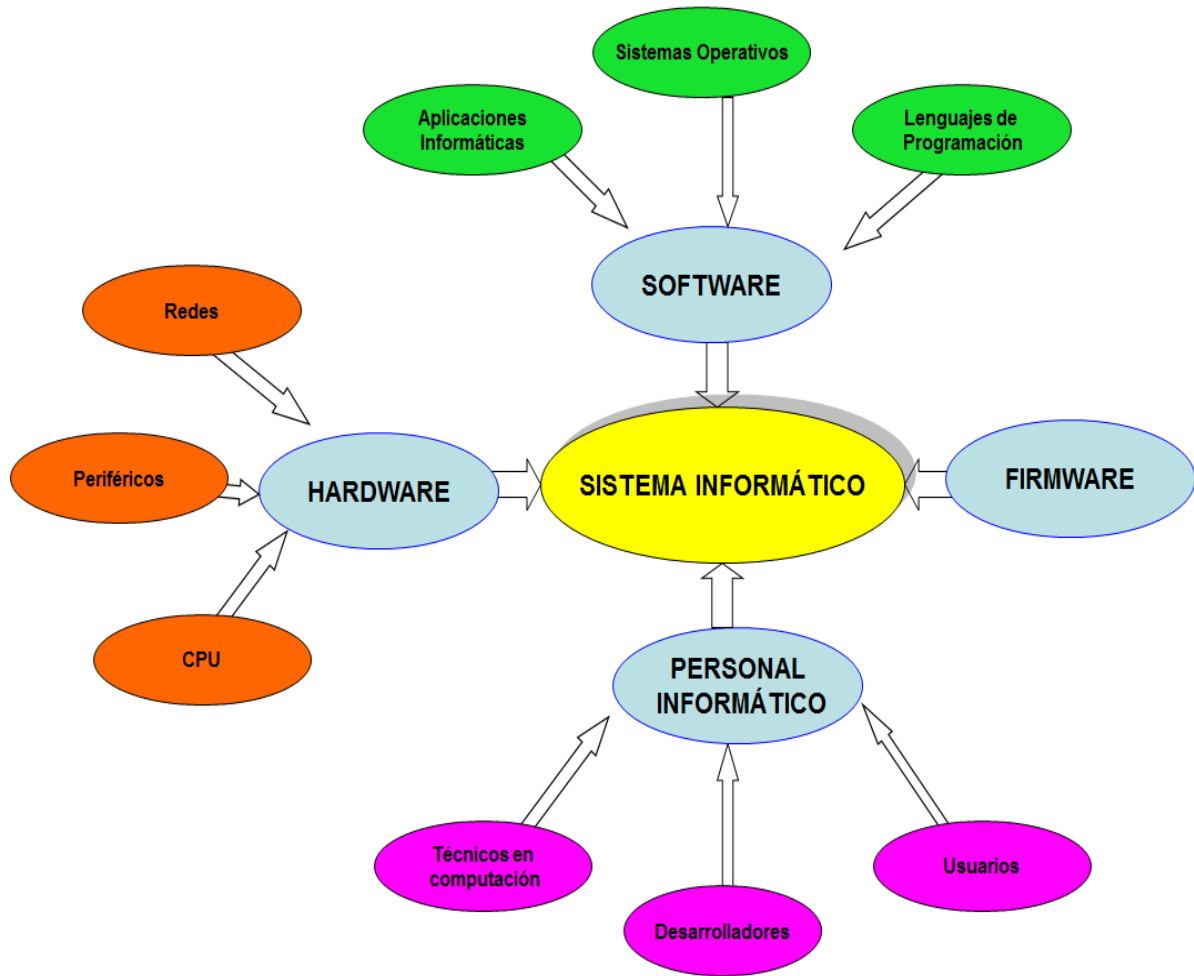 Sistemas Operativos
Aplicaciones
Informáticas
Lenguajes de
Programación
SOFTWARE
Redes
Periféricos
HARDWARE
SISTEMA INFORMÁTICO
FIRMWARE
CPU
PERSONAL
INFORMÁTICO
Técnicos en
computación
Usuarios
Desarrolladores